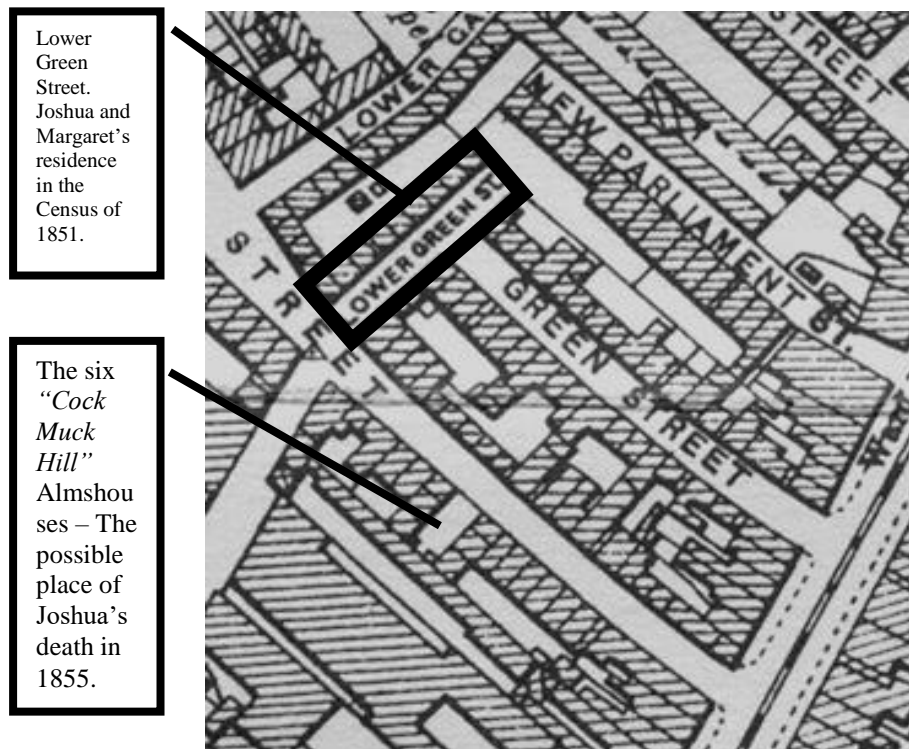 Lower
Green
Street.
Joshua and
Margaret’s
residence
in the
Census of
1851.
The six
“Cock
Muck
Hill”
Almshou
ses – The
possible
place of
Joshua’s
death in
1855.
LOWER
STREET
NEW PARLIAMENT ST.
LOWER GREEN ST.
STREET
GREEN STREET